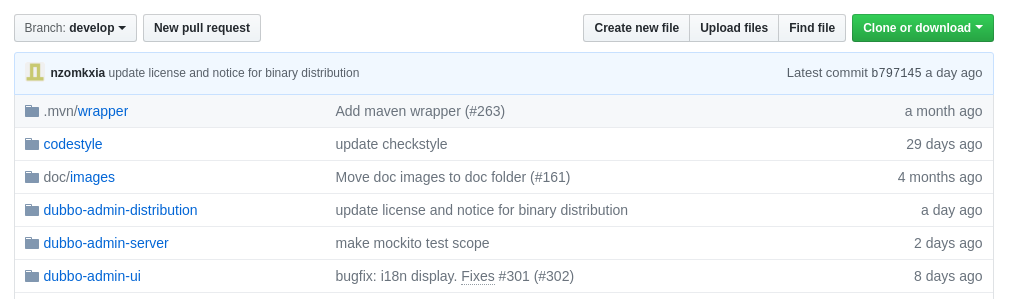 Branch: develop New pull request Create new file Upload files Find file Clone or download
nzomkxia update license and notice for binary distribution Latest commit b797145 a day ago
.mvn/wrapper Add maven wrapper (#263) a month ago
codestyle update checkstyle 29 days ago
doc/images Move doc images to doc folder (#161) 4 months ago
dubbo-admin-distribution update license and notice for binary distribution a day ago
dubbo-admin-server make mockito test scope 2 days ago
dubbo-admin-ui bugfix: i18n display. Fixes #301 (#302) 8 days ago